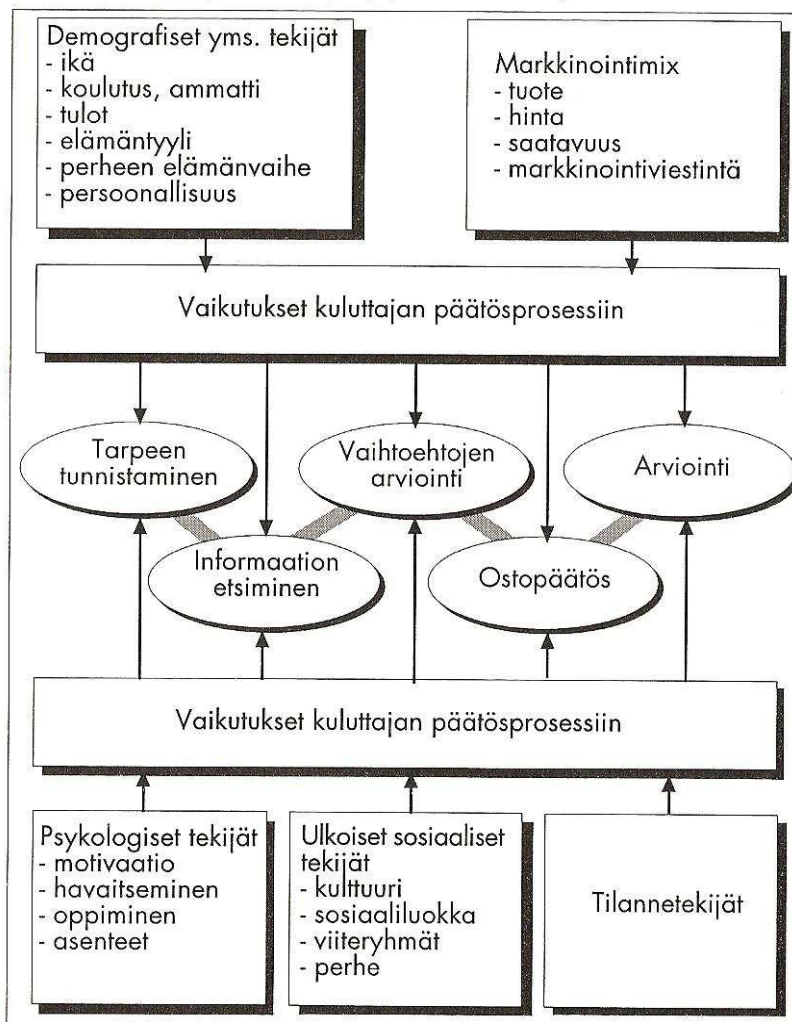 Demografiset yms. tekijät
- ikä
- koulutus, ammatti
- tulot
- elämäntyyli
- perheen elämänvaihe
- persoonallisuus
Markkinointimix
- tuote
- hinta
- saatavuus
- markkinointiviestintä
Vaikutukset kuluttajan päätösprosessiin
Tarpeen
tunnistaminen
Vaihtoehtojen
arviointi
Arviointi
Informaation
etsiminen
Ostopäätös
Vaikutukset kuluttajan päätösprosessiin
Psykologiset tekijät
- motivaatio
- havaitseminen
- oppiminen
- asenteet
Ulkoiset sosiaaliset
tekijät
- kulttuuri
- sosiaaliluokka
- viiteryhmät
- perhe
Tilannetekijät